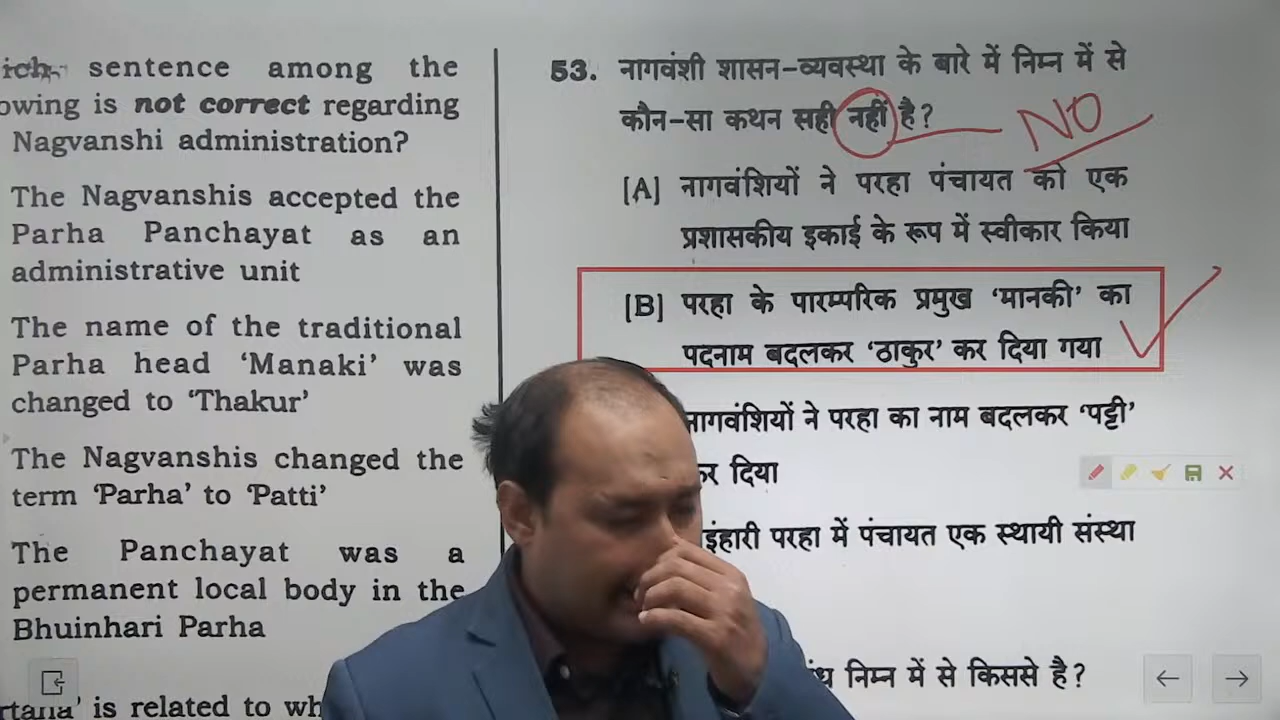 sentence among the
is not correct regarding
Nagvanshi administration?
The Nagvanshis accepted the
Parha Panchayat as an
administrative unit
The name of the traditional
Parha head ‘Manaki’ was
changed to ‘Thakur’
The Nagvanshis changed the
term ‘Parha’ to ‘Patti’
The Panchayat was a
permanent local body in the
Bhuinhari Parha
is related to
53. नागवंशी शासन-व्यवस्था के बारे में निम्न में से
कौन-सा कथन सही नहीं है?
NO
[A] नागवंशियों ने परहा पंचायत को एक
प्रशासकीय इकाई के रूप में स्वीकार किया
[B] परहा के पारम्परिक प्रमुख ‘मानकी’ का
पदनाम बदलकर ‘ठाकुर’ कर दिया गया
नागवंशियों ने परहा का नाम बदलकर ‘पट्टी’
कर दिया
परहा में पंचायत एक स्थायी संस्था
निम्न में से किससे है?